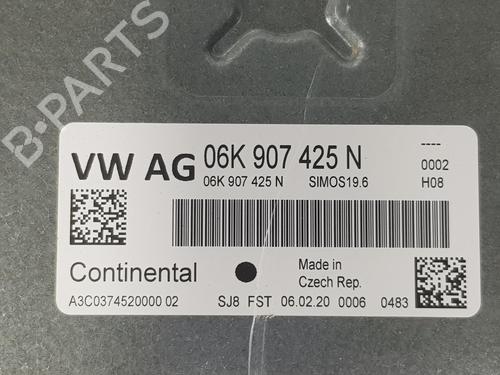 B-PARTS
VW AG 06K 907 425 N
06K 907 425 N SIMOS19.6
----
0002
H08
Continental
Made in
Czech Rep.
A3C0374520000 02 SJ8 FST 06.02.20 0006 0483